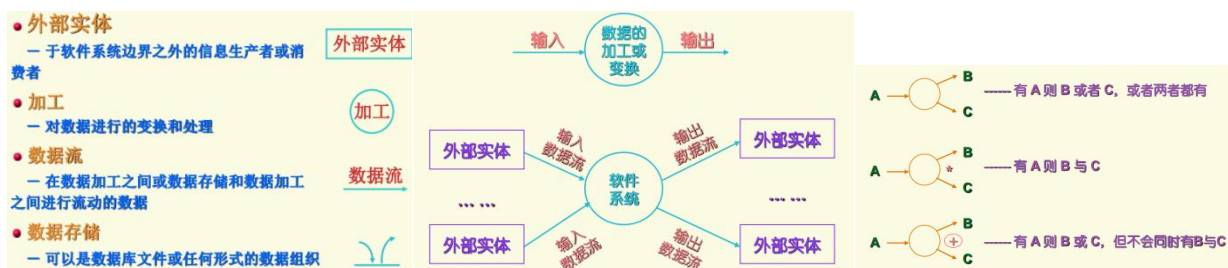 外部实体
— 于软件系统边界之外的信息生产者或消
费者
外部实体
加工
— 对数据进行的变换和处理
加工
数据流
— 在数据加工之间或数据存储和数据加工
之间进行流动的数据
数据流
数据存储
— 可以是数据库文件或任何形式的数据组织
输入
数据的
加工或
变换
输出
外部实体
输入
数据流
输出
数据流
外部实体
软件
系统
... ...
... ...
外部实体
输入
数据流
输出
数据流
外部实体
A
B
C
------ 有 A 则 B 或者 C，或者两者都有
A
B
*
C
------ 有 A 则 B 与 C
A
B
+
C
------ 有 A 则 B 或 C，但不会同时有B与C